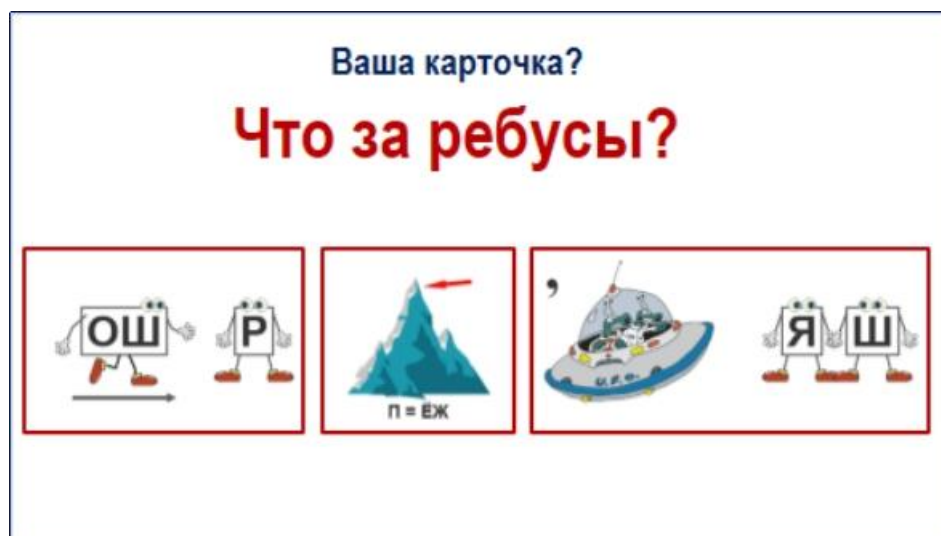 Ваша карточка?
Что за ребусы?
ОШ Р
П = ЁЖ
,
Я Ш